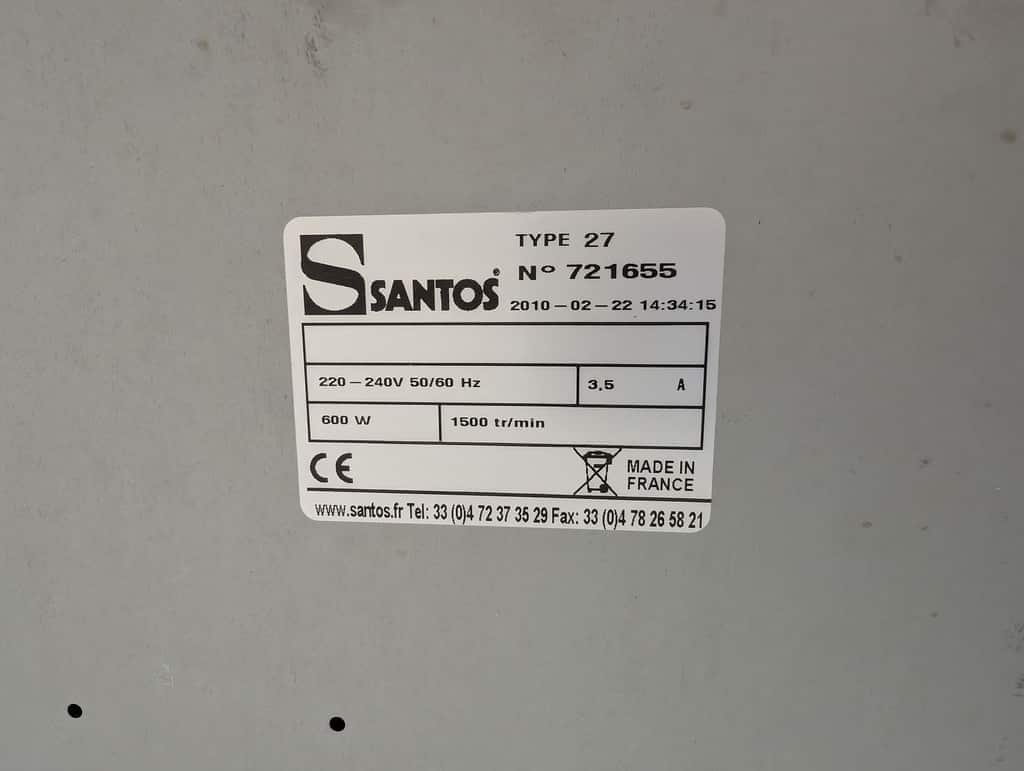 TYPE 27
N° 721655
SANTOS®
2010-02-22 14:34:15
220-240V 50/60 Hz
3.5 A
600 W
1500 tr/min
CE
MADE IN
FRANCE
www.santos.fr Tel: 33 (0)4 72 37 35 29 Fax: 33 (0)4 78 26 58 21